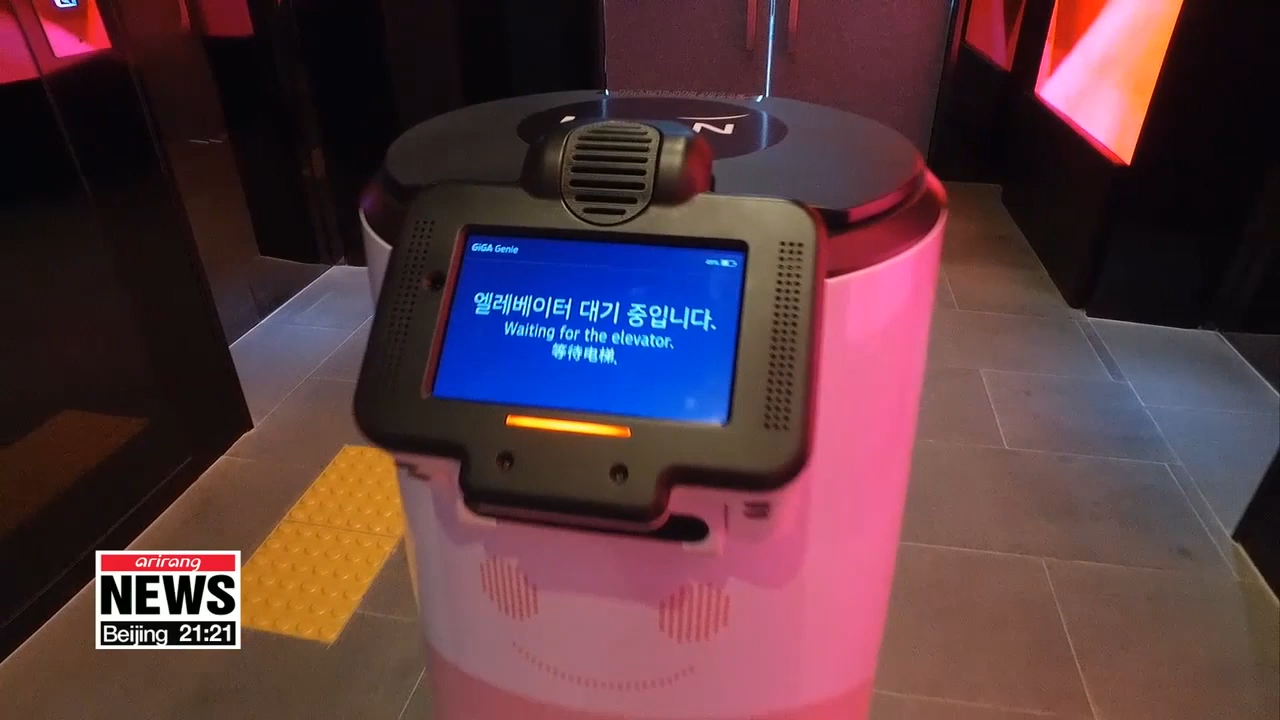 GiGA Genie
엘레베이터 대기 중입니다.
Waiting for the elevator.
等待电梯.
arirang
NEWS
Beijing 21:21